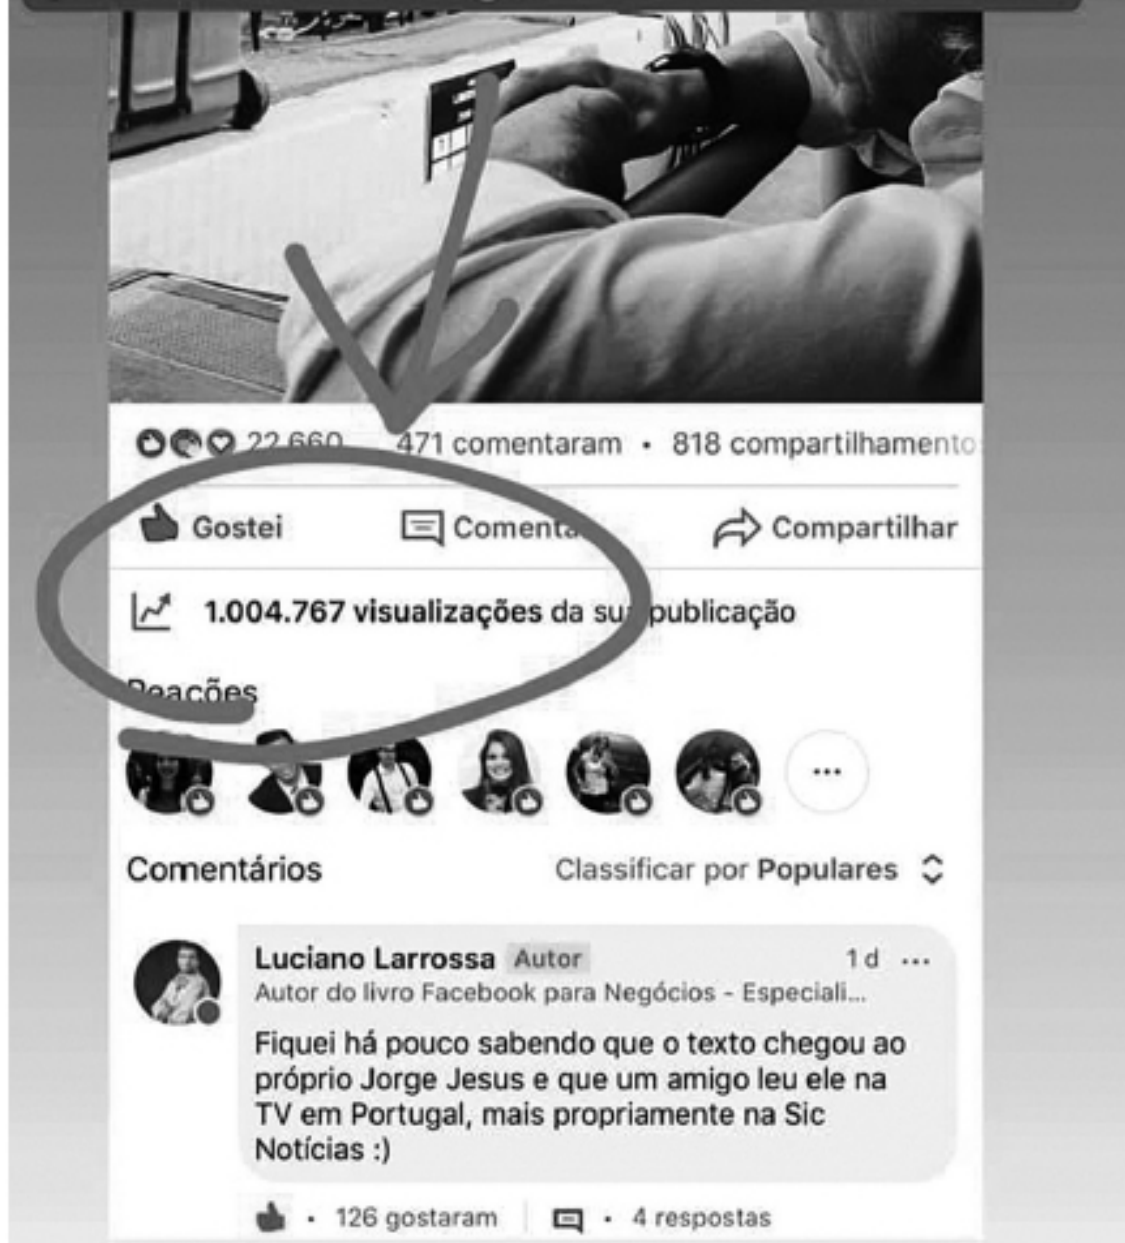 22.660 471 comentaram • 818 compartilhamento
Gostei Comenta Compartilhar
1.004.767 visualizações da sua publicação
Reações
Comentários Classificar por Populares
Luciano Larrossa Autor 1 d ...
Autor do livro Facebook para Negócios - Especiali...
Fiquei há pouco sabendo que o texto chegou ao
próprio Jorge Jesus e que um amigo leu ele na
TV em Portugal, mais propriamente na Sic
Notícias :)
• 126 gostaram • 4 respostas